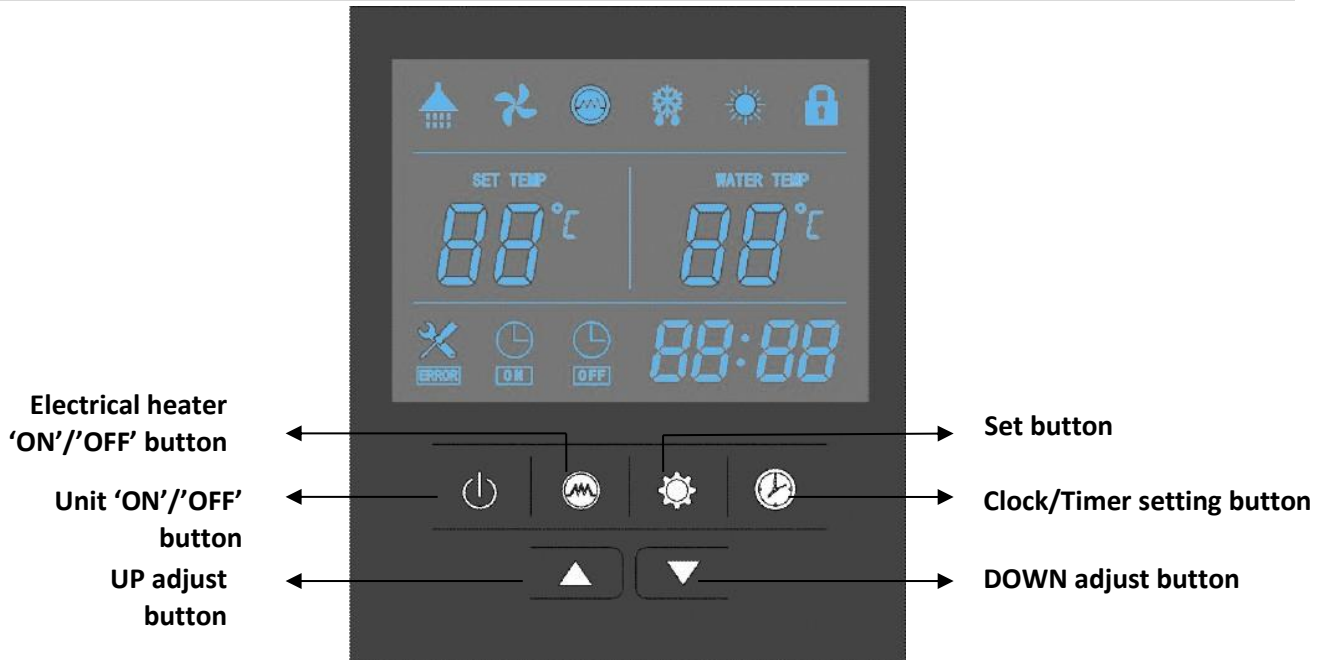 SET TEMP
WATER TEMP
88°C
88°C
ERROR
ON
OFF
88:88
Electrical heater
‘ON’/’OFF’ button
Set button
Unit ‘ON’/’OFF’
button
Clock/Timer setting button
UP adjust
button
DOWN adjust button